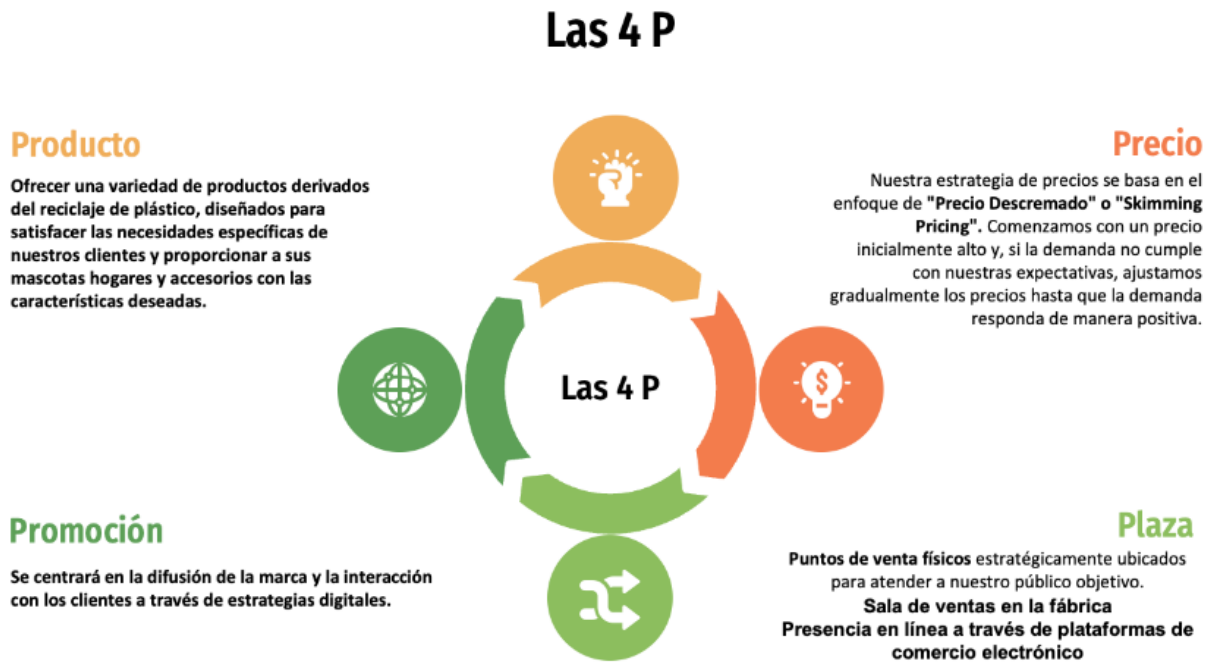 Las 4 P
Producto
Ofrecer una variedad de productos derivados
del reciclaje de plástico, diseñados para
satisfacer las necesidades específicas de
nuestros clientes y proporcionar a sus
mascotas hogares y accesorios con las
características deseadas.
Precio
Nuestra estrategia de precios se basa en el
enfoque de "Precio Descremado" o "Skimming
Pricing". Comenzamos con un precio
inicialmente alto y, si la demanda no cumple
con nuestras expectativas, ajustamos
gradualmente los precios hasta que la demanda
responda de manera positiva.
$
Las 4 P
Promoción
Se centrará en la difusión de la marca y la interacción
con los clientes a través de estrategias digitales.
Plaza
Puntos de venta físicos estratégicamente ubicados
para atender a nuestro público objetivo.
Sala de ventas en la fábrica
Presencia en línea a través de plataformas de
comercio electrónico